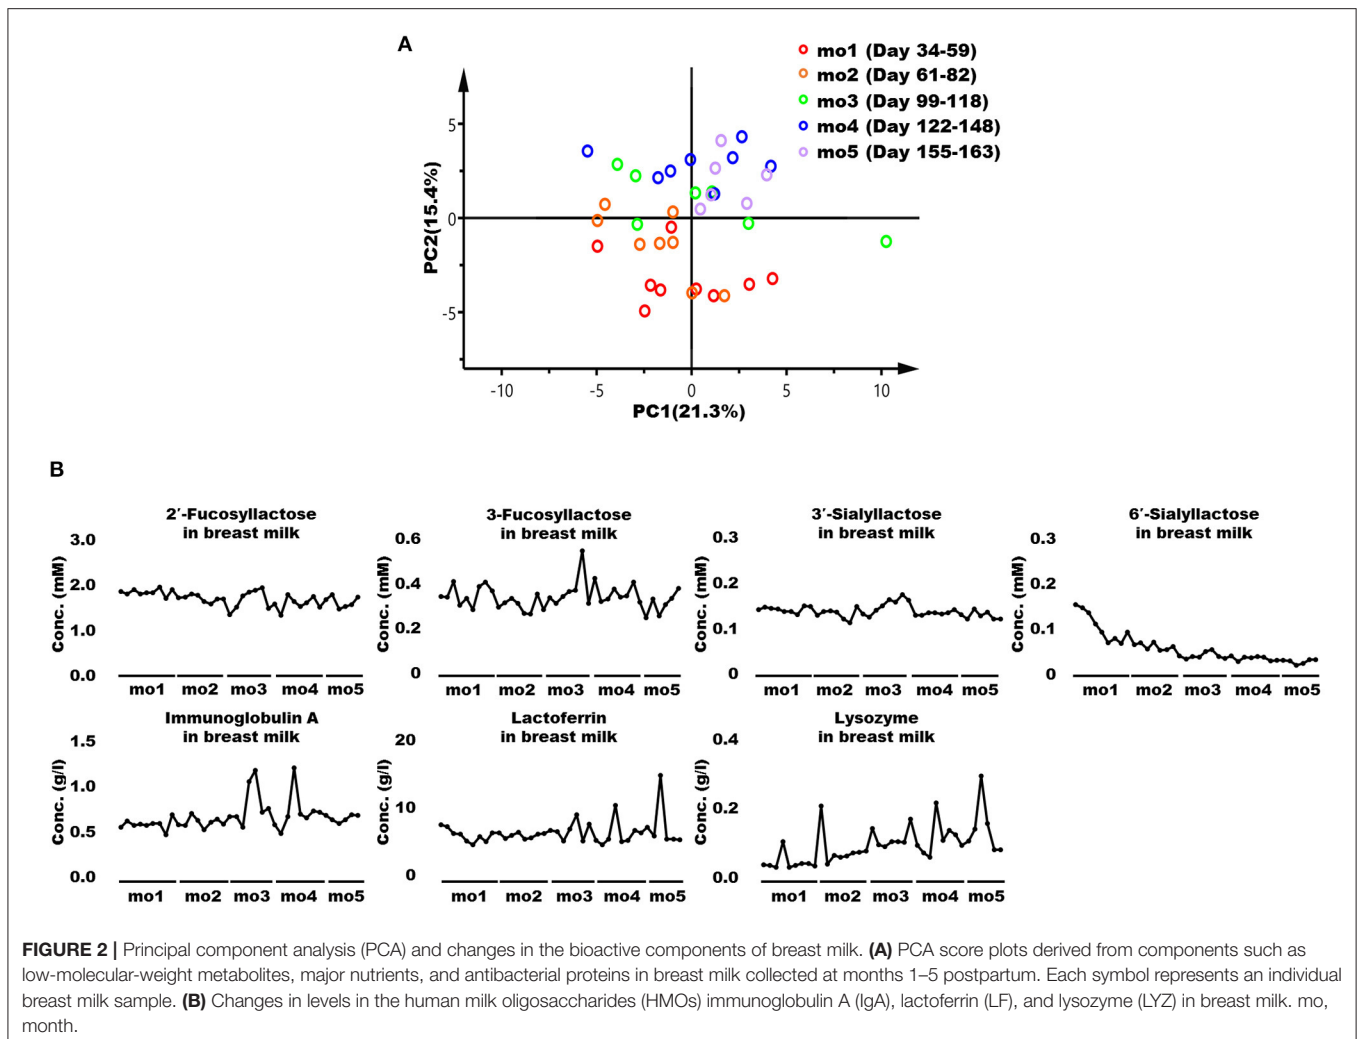 A
mo1 (Day 34-59)
mo2 (Day 61-82)
mo3 (Day 99-118)
mo4 (Day 122-148)
mo5 (Day 155-163)
PC2(15.4%)
5
0
-5
-10 -5 0 5 10
PC1(21.3%)
B
2′-Fucosyllactose
in breast milk
Conc. (mM)
3.0
2.0
1.0
0.0
mo1 mo2 mo3 mo4 mo5
3-Fucosyllactose
in breast milk
Conc. (mM)
0.6
0.4
0.2
0
mo1 mo2 mo3 mo4 mo5
3′-Sialyllactose
in breast milk
Conc. (mM)
0.3
0.2
0.1
0
mo1 mo2 mo3 mo4 mo5
6′-Sialyllactose
in breast milk
Conc. (mM)
0.3
0.2
0.1
0
mo1 mo2 mo3 mo4 mo5
Immunoglobulin A
in breast milk
Conc. (g/l)
1.5
1.0
0.5
0.0
mo1 mo2 mo3 mo4 mo5
Lactoferrin
in breast milk
Conc. (g/l)
20
10
0
mo1 mo2 mo3 mo4 mo5
Lysozyme
in breast milk
Conc. (g/l)
0.4
0.2
0.0
mo1 mo2 mo3 mo4 mo5
FIGURE 2 | Principal component analysis (PCA) and changes in the bioactive components of breast milk. (A) PCA score plots derived from components such as
low-molecular-weight metabolites, major nutrients, and antibacterial proteins in breast milk collected at months 1–5 postpartum. Each symbol represents an individual
breast milk sample. (B) Changes in levels in the human milk oligosaccharides (HMOs) immunoglobulin A (IgA), lactoferrin (LF), and lysozyme (LYZ) in breast milk. mo,
month.